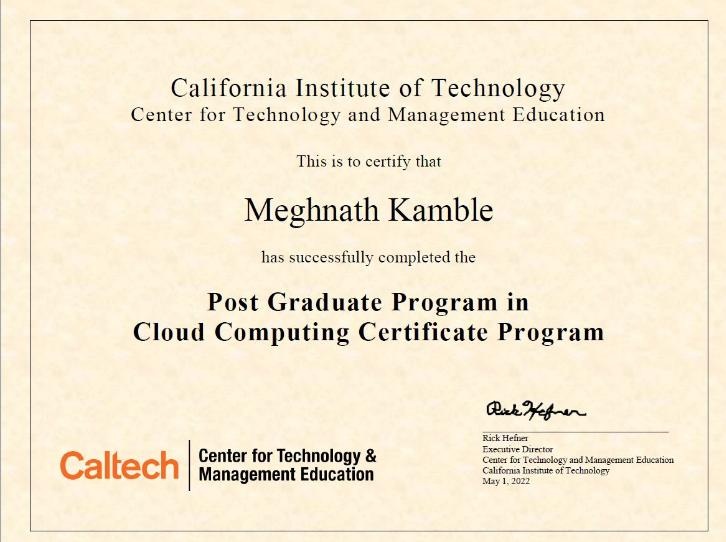 California Institute of Technology
Center for Technology and Management Education
This is to certify that
Meghnath Kamble
has successfully completed the
Post Graduate Program in
Cloud Computing Certificate Program
Rick Hefner
Rick Hefner
Executive Director
Center for Technology and Management Education
California Institute of Technology
May 1, 2022
Caltech
Center for Technology &
Management Education